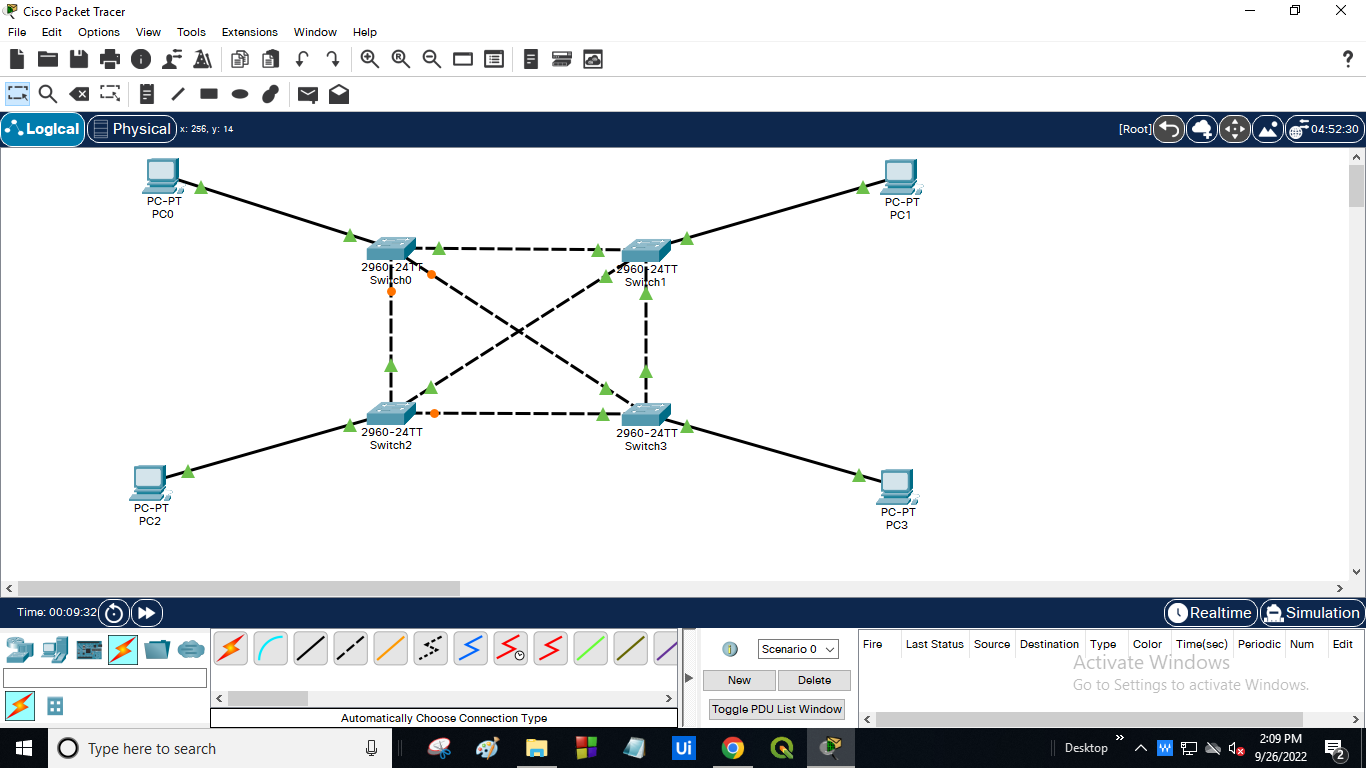 Cisco Packet Tracer
File Edit Options View Tools Extensions Window Help
Logical Physical x: 256, y: 14 [Root] 04:52:30
PC-PT
PC0
PC-PT
PC1
2960-24TT
Switch0
2960-24TT
Switch1
2960-24TT
Switch2
2960-24TT
Switch3
PC-PT
PC2
PC-PT
PC3
Time: 00:09:32 Realtime Simulation
Scenario 0
New Delete
Toggle PDU List Window
Fire Last Status Source Destination Type Color Time(sec) Periodic Num Edit
Activate Windows
Go to Settings to activate Windows.
Automatically Choose Connection Type
Type here to search
Ui
Desktop
2:09 PM
9/26/2022
2